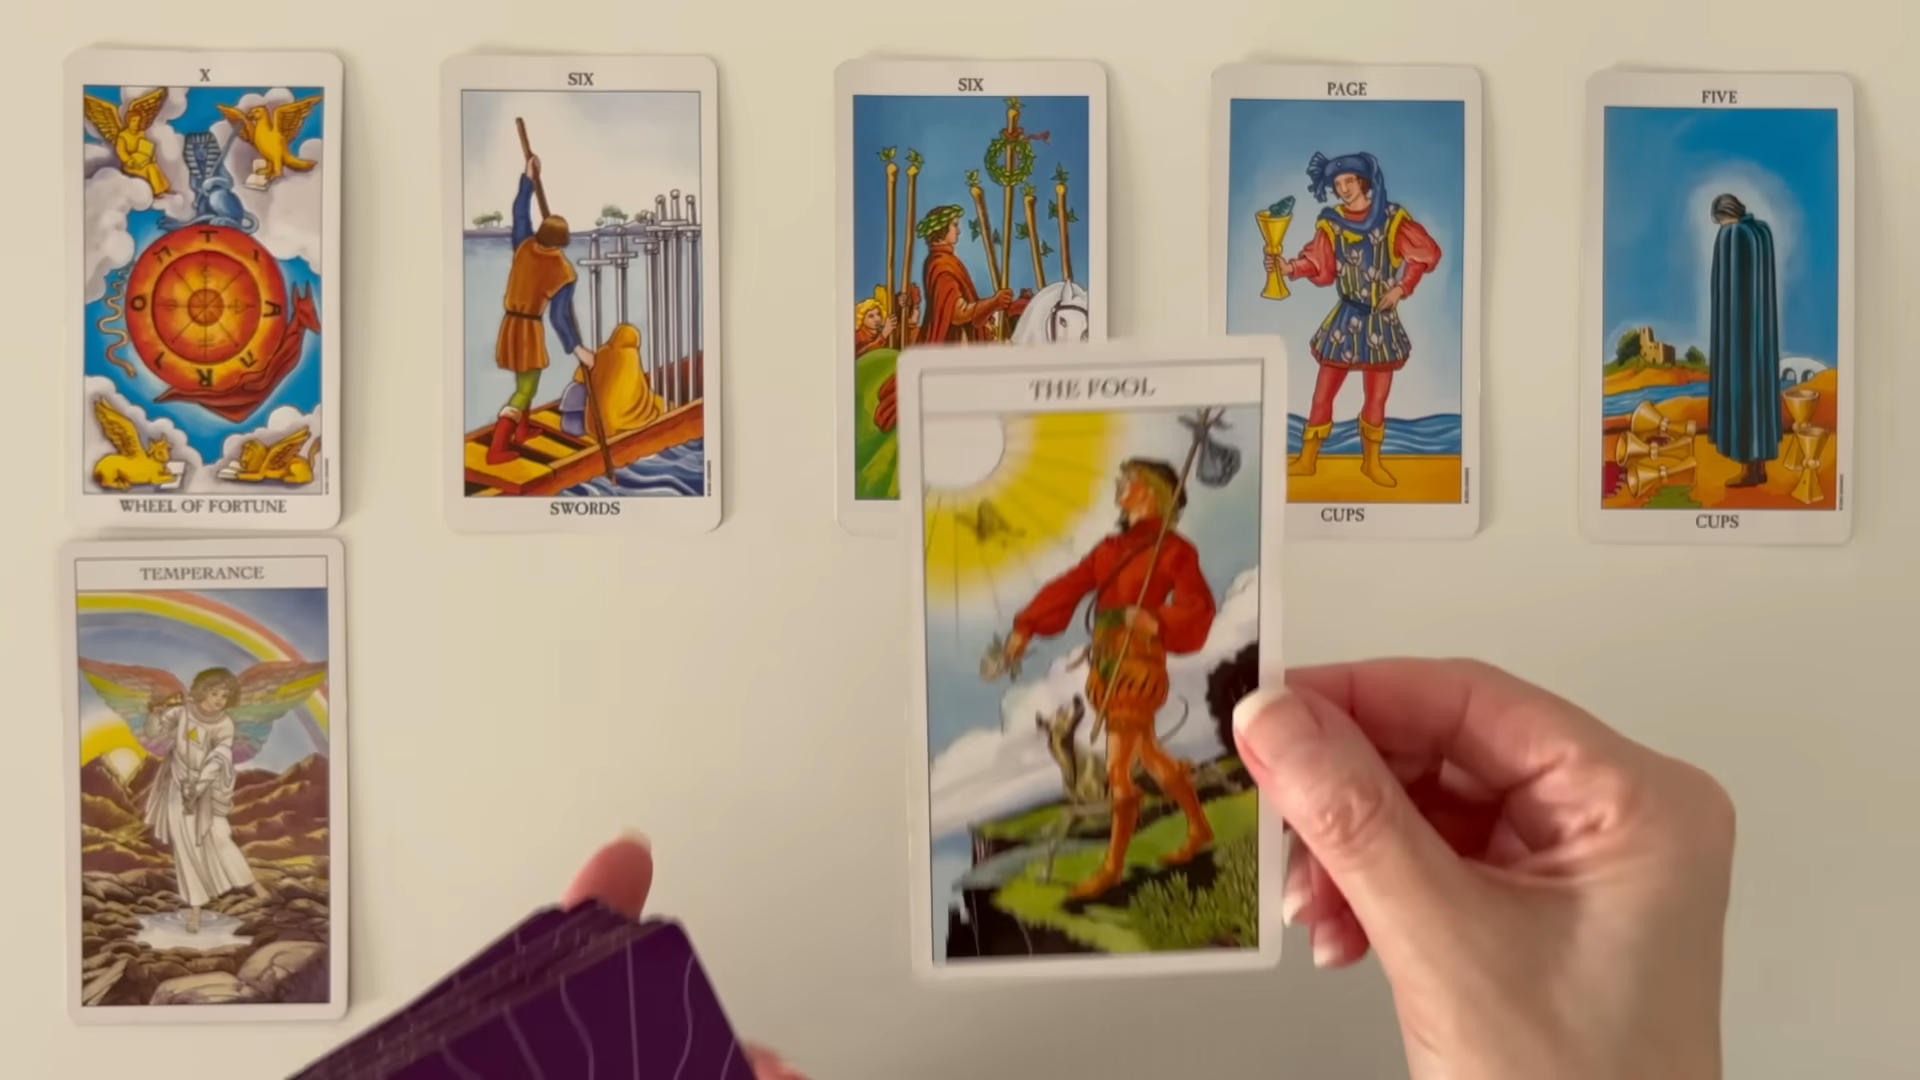 X
WHEEL OF FORTUNE
SIX
SWORDS
SIX
PAGE
CUPS
FIVE
CUPS
TEMPERANCE
THE FOOL